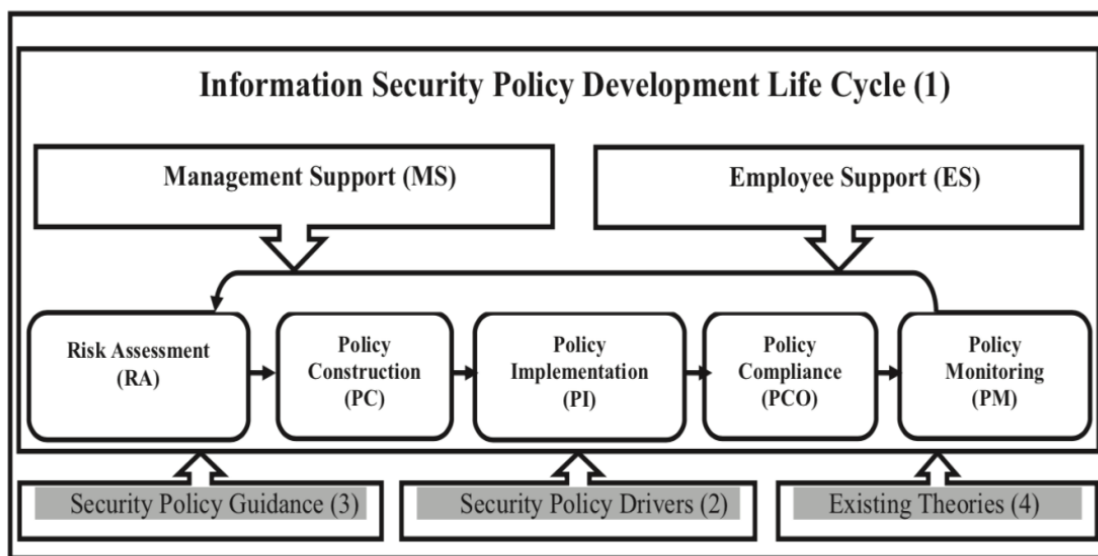 Information Security Policy Development Life Cycle (1)
Management Support (MS)
Employee Support (ES)
Risk Assessment
(RA)
Policy
Construction
(PC)
Policy
Implementation
(PI)
Policy
Compliance
(PCO)
Policy
Monitoring
(PM)
Security Policy Guidance (3)
Security Policy Drivers (2)
Existing Theories (4)